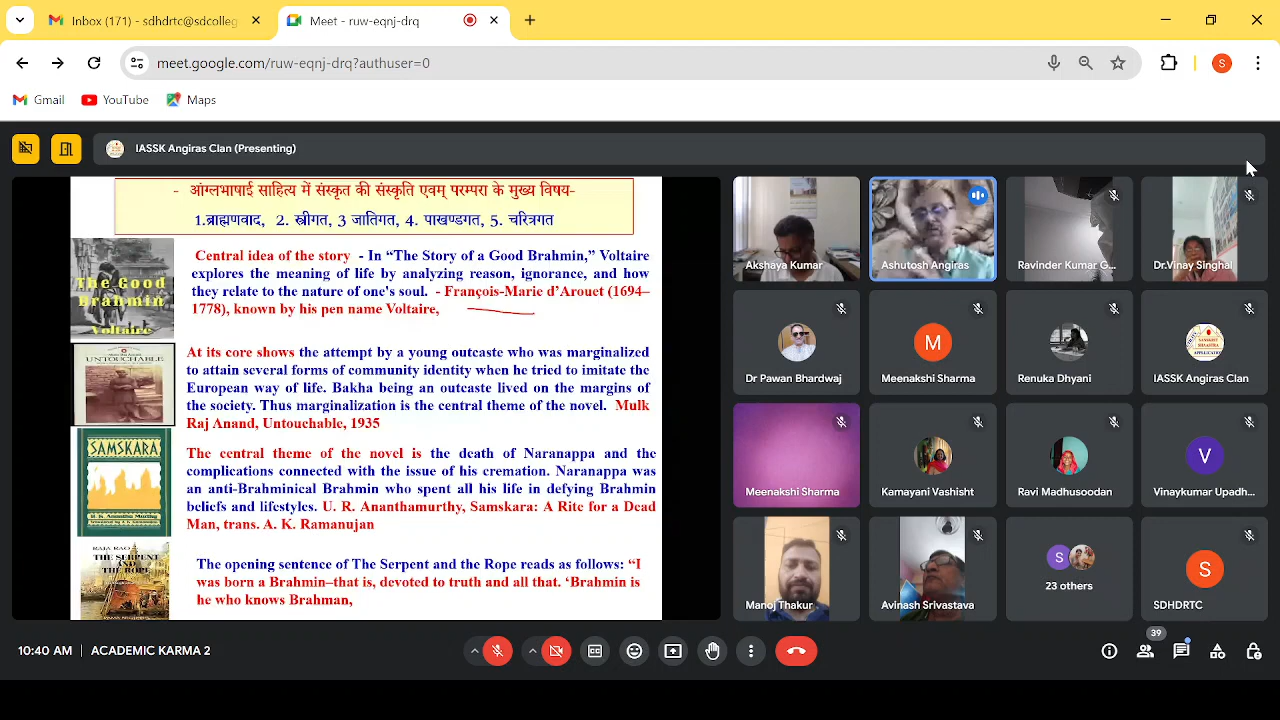 Inbox (171) - sdhdrtc@sdcolleg
Meet - ruw-eqnj-drq
meet.google.com/ruw-eqnj-drq?authuser=0
S
Gmail
YouTube
Maps
IASSK Angiras Clan (Presenting)
- आंग्लभाषाई साहित्य में संस्कृत की संस्कृति एवम् परम्परा के मुख्य विषय-
1.ब्राह्मणवाद, 2. स्त्रीगत, 3 जातिगत, 4. पाखण्डगत, 5. चरित्रगत
The Good
Brahmin
Voltaire
Central idea of the story - In “The Story of a Good Brahmin,” Voltaire
explores the meaning of life by analyzing reason, ignorance, and how
they relate to the nature of one's soul. - François-Marie d’Arouet (1694–
1778), known by his pen name Voltaire,
UNTOUCHABLE
At its core shows the attempt by a young outcaste who was marginalized
to attain several forms of community identity when he tried to imitate the
European way of life. Bakha being an outcaste lived on the margins of
the society. Thus marginalization is the central theme of the novel. Mulk
Raj Anand, Untouchable, 1935
SAMSKARA
The central theme of the novel is the death of Naranappa and the
complications connected with the issue of his cremation. Naranappa was
an anti-Brahminical Brahmin who spent all his life in defying Brahmin
beliefs and lifestyles. U. R. Ananthamurthy, Samskara: A Rite for a Dead
Man, trans. A. K. Ramanujan
RAJA RAO
THE SERPENT
AND THE
ROPE
The opening sentence of The Serpent and the Rope reads as follows: “I
was born a Brahmin–that is, devoted to truth and all that. ‘Brahmin is
he who knows Brahman,
Akshaya Kumar
Ashutosh Angiras
Ravinder Kumar G...
Dr.Vinay Singhal
Dr Pawan Bhardwaj
M
Meenakshi Sharma
Renuka Dhyani
IASSK Angiras Clan
Meenakshi Sharma
Kamayani Vashisht
Ravi Madhusoodan
V
Vinaykumar Upadh...
Manoj Thakur
Avinash Srivastava
S
23 others
S
SDHDRTC
10:40 AM
ACADEMIC KARMA 2
39